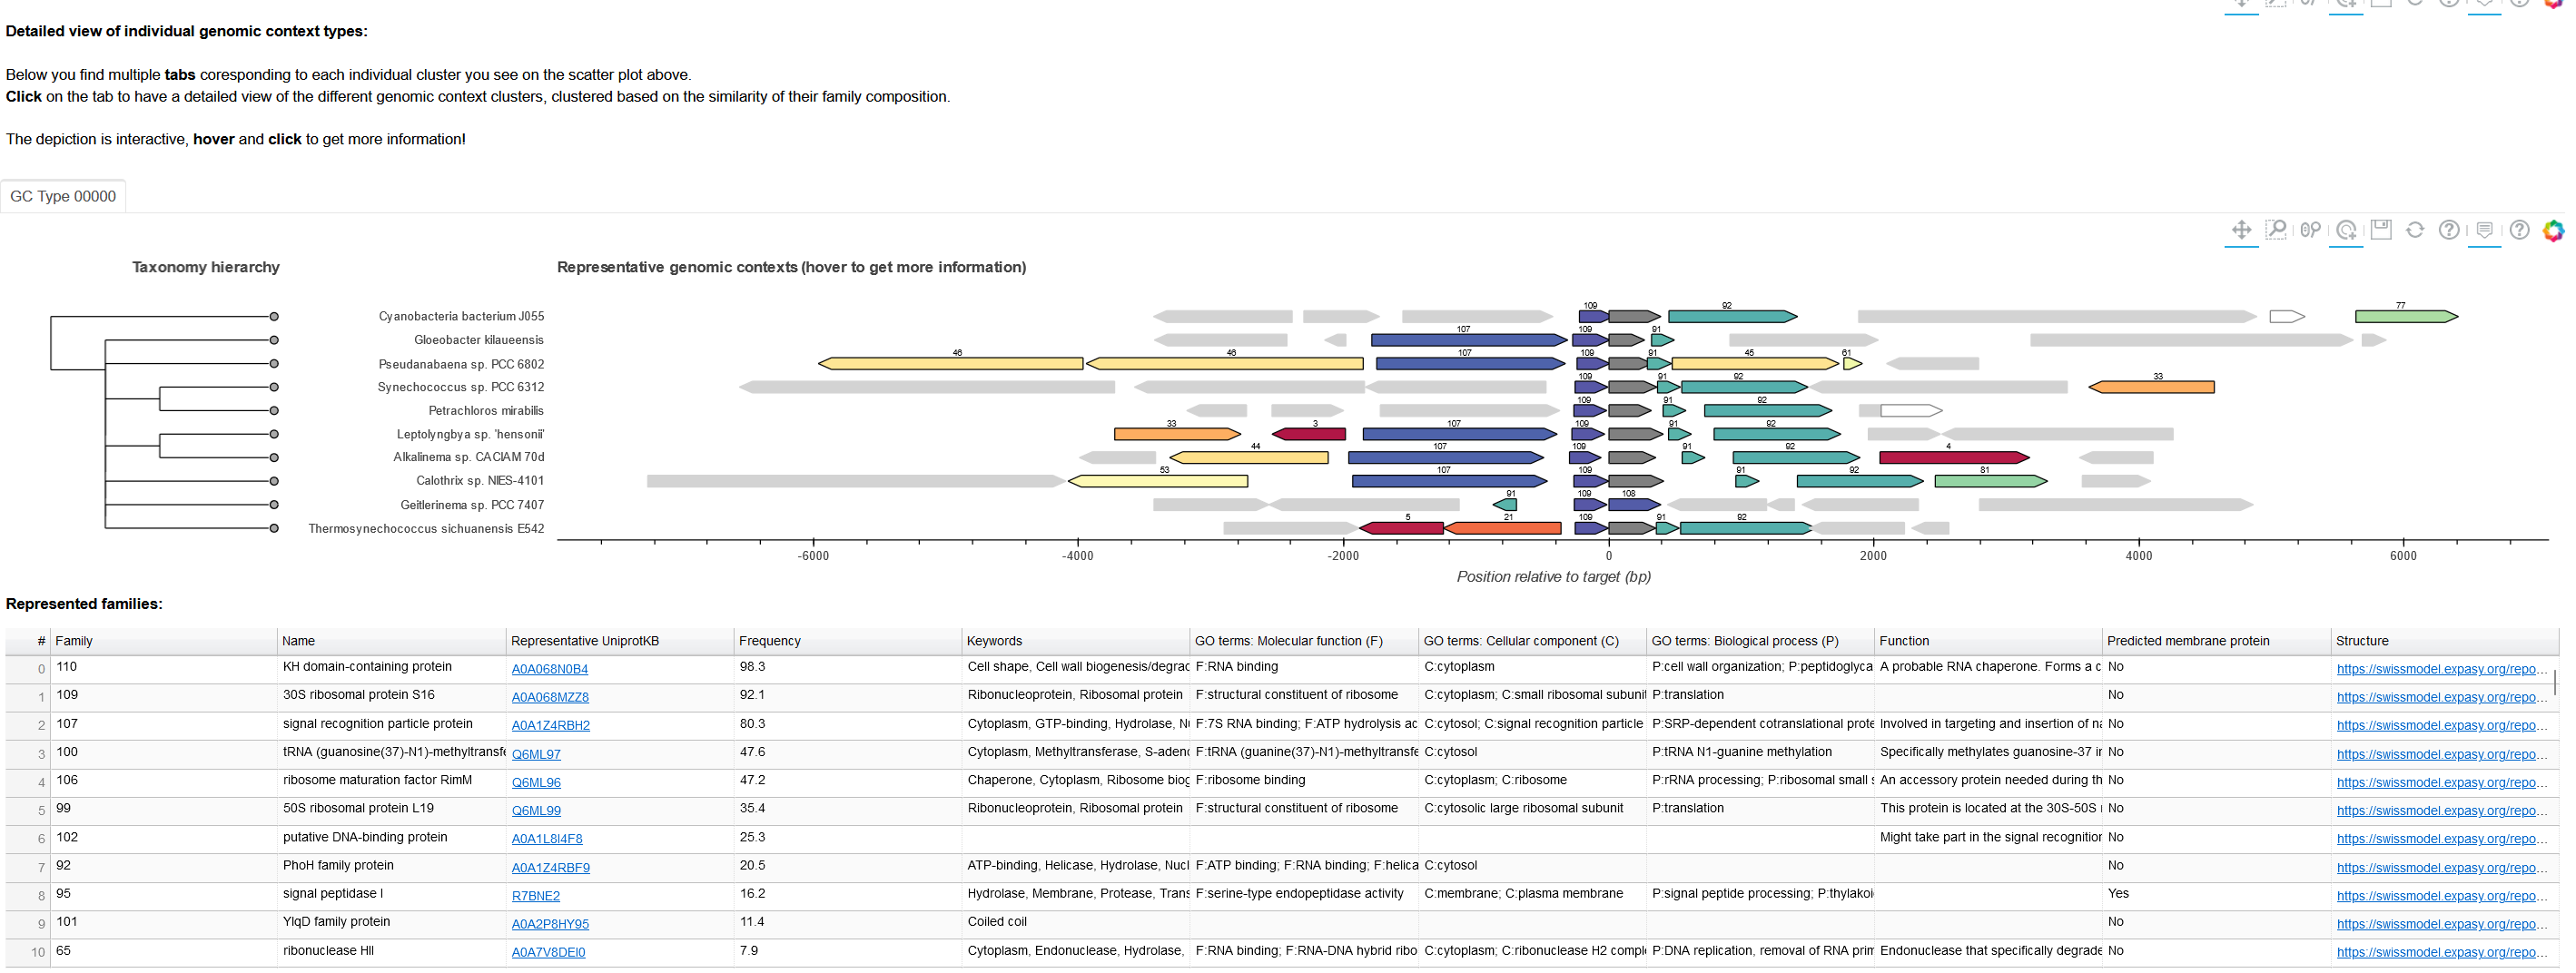 Detailed view of individual genomic context types:
Below you find multiple tabs coresponding to each individual cluster you see on the scatter plot above.
Click on the tab to have a detailed view of the different genomic context clusters, clustered based on the similarity of their family composition.
The depiction is interactive, hover and click to get more information!
GC Type 00000
Taxonomy hierarchy
Representative genomic contexts (hover to get more information)
Cyanobacteria bacterium J055 109 92 77
Gloeobacter kilaueensis 107 109 91
Pseudanabaena sp. PCC 6802 46 46 107 109 91 45 61
Synechococcus sp. PCC 6312 109 91 92 33
Petrachloros mirabilis 109 91 92
Leptolyngbya sp. 'hensonii' 33 3 107 109 91 92
Alkalinema sp. CACIAM 70d 44 107 109 91 92 4
Calothrix sp. NIES-4101 53 107 109 91 92 81
Geitlerinema sp. PCC 7407 91 109 108
Thermosynechococcus sichuanensis E542 5 21 109 91 92
-6000 -4000 -2000 0 2000 4000 6000
Position relative to target (bp)
Represented families:
# Family Name Representative UniprotKB Frequency Keywords GO terms: Molecular function (F) GO terms: Cellular component (C) GO terms: Biological process (P) Function Predicted membrane protein Structure
0 110 KH domain-containing protein A0A068N0B4 98.3 Cell shape, Cell wall biogenesis/degrac F:RNA binding C:cytoplasm P:cell wall organization; P:peptidoglyca A probable RNA chaperone. Forms a c No https://swissmodel.expasy.org/repo...
1 109 30S ribosomal protein S16 A0A068MZZ8 92.1 Ribonucleoprotein, Ribosomal protein F:structural constituent of ribosome C:cytoplasm; C:small ribosomal subunit P:translation No https://swissmodel.expasy.org/repo...
2 107 signal recognition particle protein A0A1Z4RBH2 80.3 Cytoplasm, GTP-binding, Hydrolase, Nu F:7S RNA binding; F:ATP hydrolysis ac C:cytosol; C:signal recognition particle P:SRP-dependent cotranslational prote Involved in targeting and insertion of na No https://swissmodel.expasy.org/repo...
3 100 tRNA (guanosine(37)-N1)-methyltransfe Q6ML97 47.6 Cytoplasm, Methyltransferase, S-adenc F:tRNA (guanine(37)-N1)-methyltransfe C:cytosol P:tRNA N1-guanine methylation Specifically methylates guanosine-37 ir No https://swissmodel.expasy.org/repo...
4 106 ribosome maturation factor RimM Q6ML96 47.2 Chaperone, Cytoplasm, Ribosome biog F:ribosome binding C:cytoplasm; C:ribosome P:rRNA processing; P:ribosomal small s An accessory protein needed during th No https://swissmodel.expasy.org/repo...
5 99 50S ribosomal protein L19 Q6ML99 35.4 Ribonucleoprotein, Ribosomal protein F:structural constituent of ribosome C:cytosolic large ribosomal subunit P:translation This protein is located at the 30S-50S No https://swissmodel.expasy.org/repo...
6 102 putative DNA-binding protein A0A1L8I4F8 25.3 Might take part in the signal recognition No https://swissmodel.expasy.org/repo...
7 92 PhoH family protein A0A1Z4RBF9 20.5 ATP-binding, Helicase, Hydrolase, Nucl F:ATP binding; F:RNA binding; F:helica C:cytosol No https://swissmodel.expasy.org/repo...
8 95 signal peptidase I R7BNE2 16.2 Hydrolase, Membrane, Protease, Trans F:serine-type endopeptidase activity C:membrane; C:plasma membrane P:signal peptide processing; P:thylakoi Yes https://swissmodel.expasy.org/repo...
9 101 YlqD family protein A0A2P8HY95 11.4 Coiled coil No https://swissmodel.expasy.org/repo...
10 65 ribonuclease HII A0A7V8DEI0 7.9 Cytoplasm, Endonuclease, Hydrolase, F:RNA binding; F:RNA-DNA hybrid ribo C:cytoplasm; C:ribonuclease H2 compl P:DNA replication, removal of RNA prim Endonuclease that specifically degrade No https://swissmodel.expasy.org/repo...